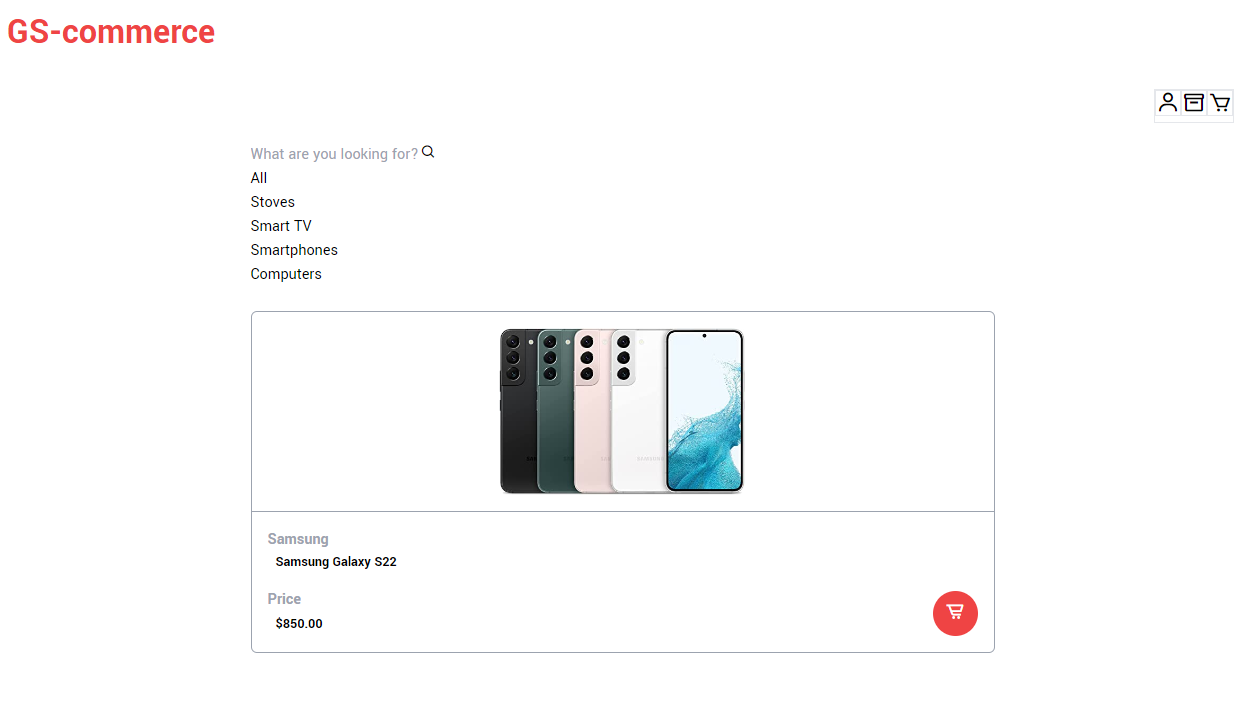 GS-commerce
What are you looking for?
All
Stoves
Smart TV
Smartphones
Computers
SAMSUNG
Samsung
Samsung Galaxy S22
Price
$850.00